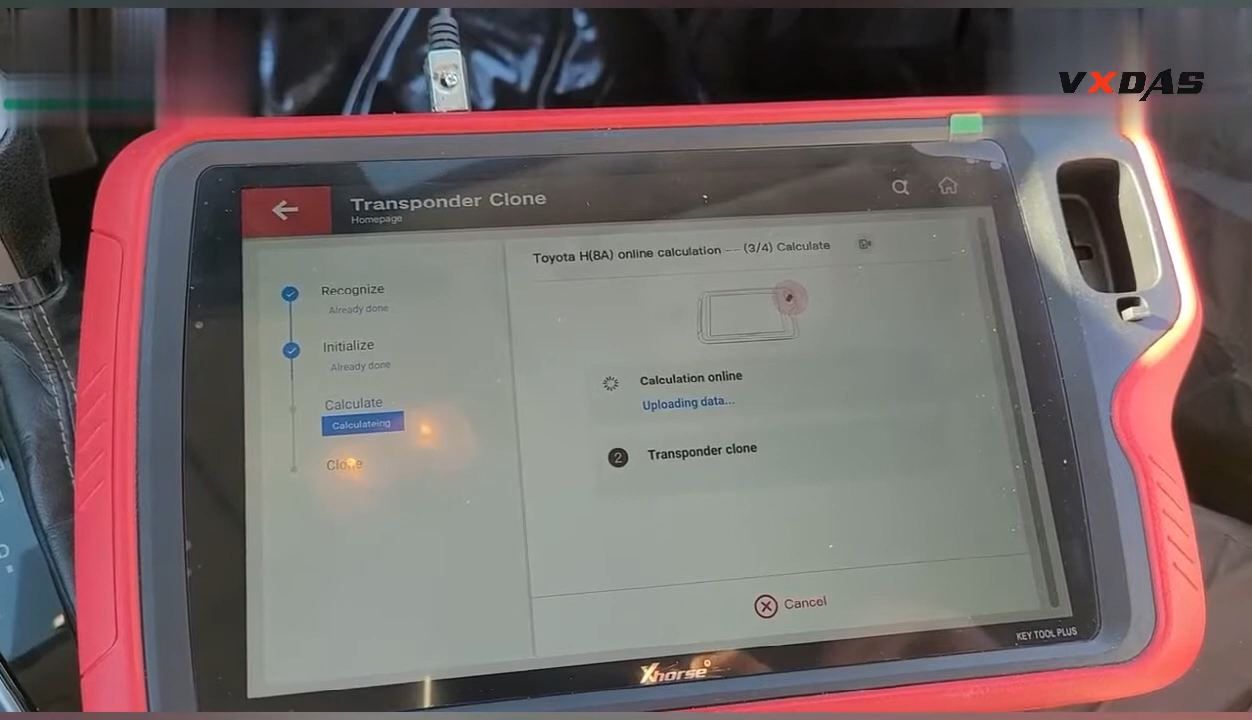 VXDAS
Transponder Clone
Homepage
Toyota H(8A) online calculation --- (3/4) Calculate
Recognize
Already done
Initialize
Already done
Calculate
Calculateing
Clone
Calculation online
Uploading data...
2 Transponder clone
Cancel
KEY TOOL PLUS
Xhorse